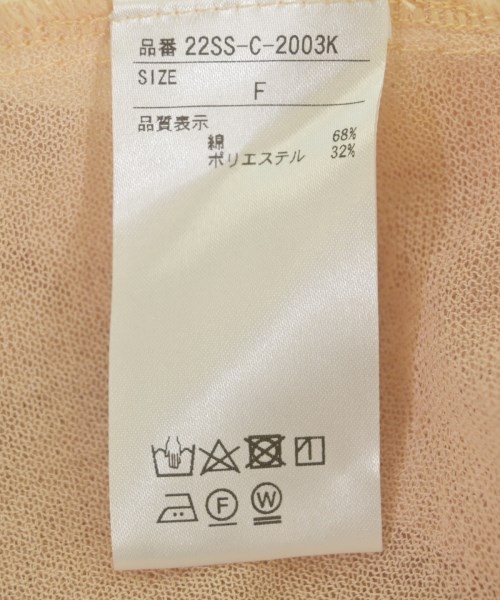 品番 22SS-C-2003K
SIZE
F
品質表示
綿 68%
ポリエステル 32%
F W